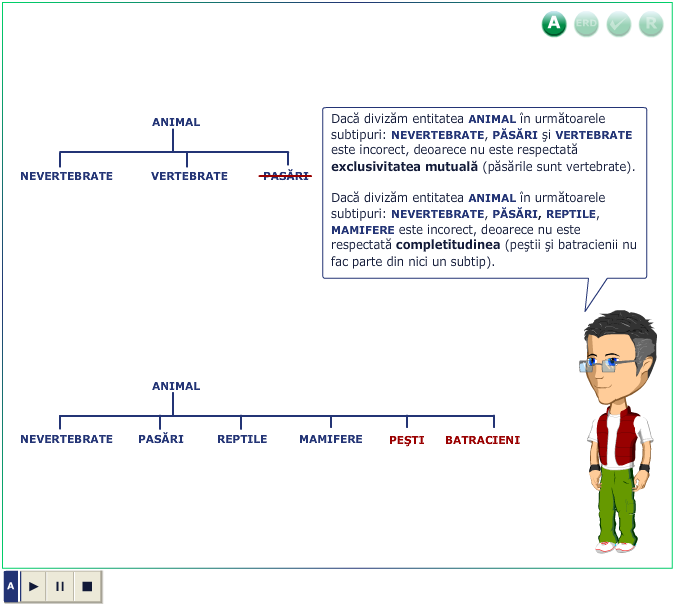 A ERD R
ANIMAL
NEVERTEBRATE VERTEBRATE PASĂRI
Dacă divizăm entitatea ANIMAL în următoarele
subtipuri: NEVERTEBRATE, PĂSĂRI şi VERTEBRATE
este incorect, deoarece nu este respectată
exclusivitatea mutuală (păsările sunt vertebrate).
Dacă divizăm entitatea ANIMAL în următoarele
subtipuri: NEVERTEBRATE, PĂSĂRI, REPTILE,
MAMIFERE este incorect, deoarece nu este
respectată completitudinea (peştii şi batracienii nu
fac parte din nici un subtip).
ANIMAL
NEVERTEBRATE PASĂRI REPTILE MAMIFERE PEŞTI BATRACIENI
A